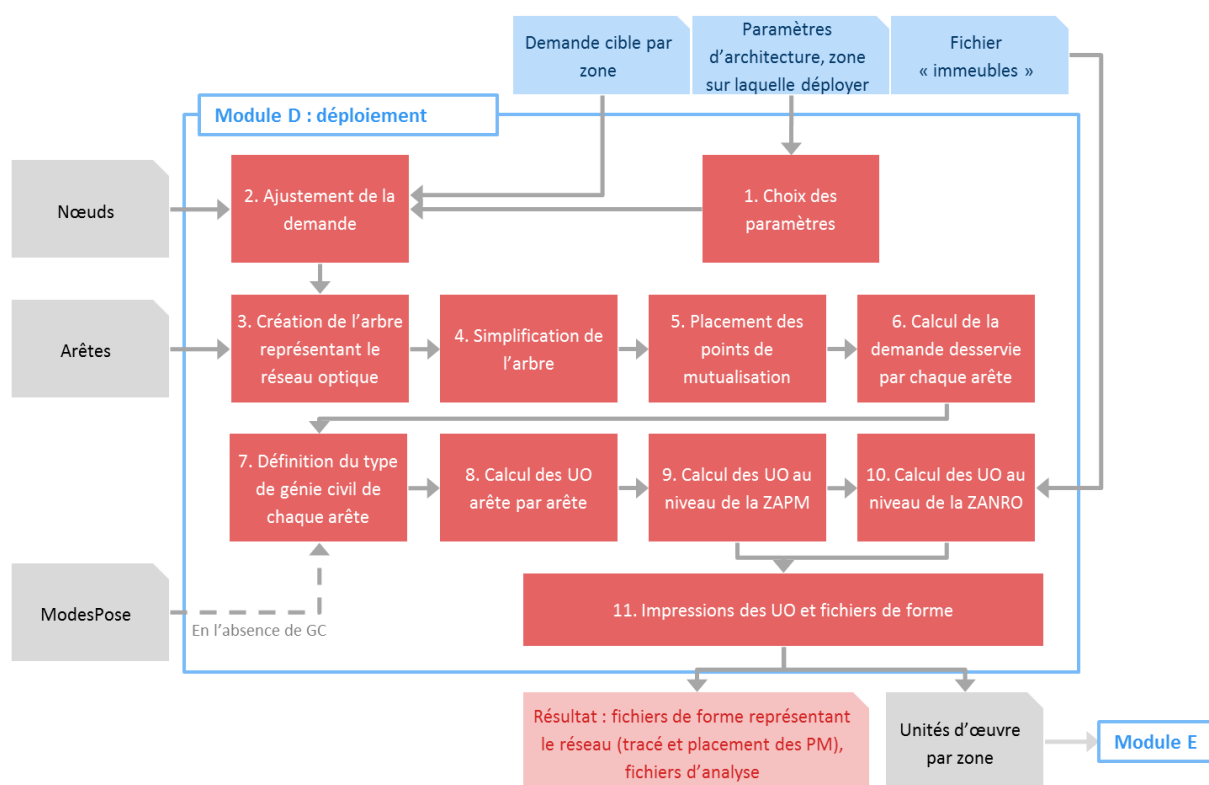 Demande cible par
zone
Paramètres
d’architecture, zone
sur laquelle déployer
Fichier
« immeubles »
Module D : déploiement
Nœuds
2. Ajustement de la
demande
1. Choix des
paramètres
Arêtes
3. Création de l’arbre
représentant le
réseau optique
4. Simplification de
l’arbre
5. Placement des
points de
mutualisation
6. Calcul de la
demande desservie
par chaque arête
7. Définition du type
de génie civil de
chaque arête
8. Calcul des UO
arête par arête
9. Calcul des UO au
niveau de la ZAPM
10. Calcul des UO au
niveau de la ZANRO
ModesPose
En l’absence de GC
11. Impressions des UO et fichiers de forme
Résultat : fichiers de forme représentant
le réseau (tracé et placement des PM),
fichiers d’analyse
Unités d’œuvre
par zone
Module E